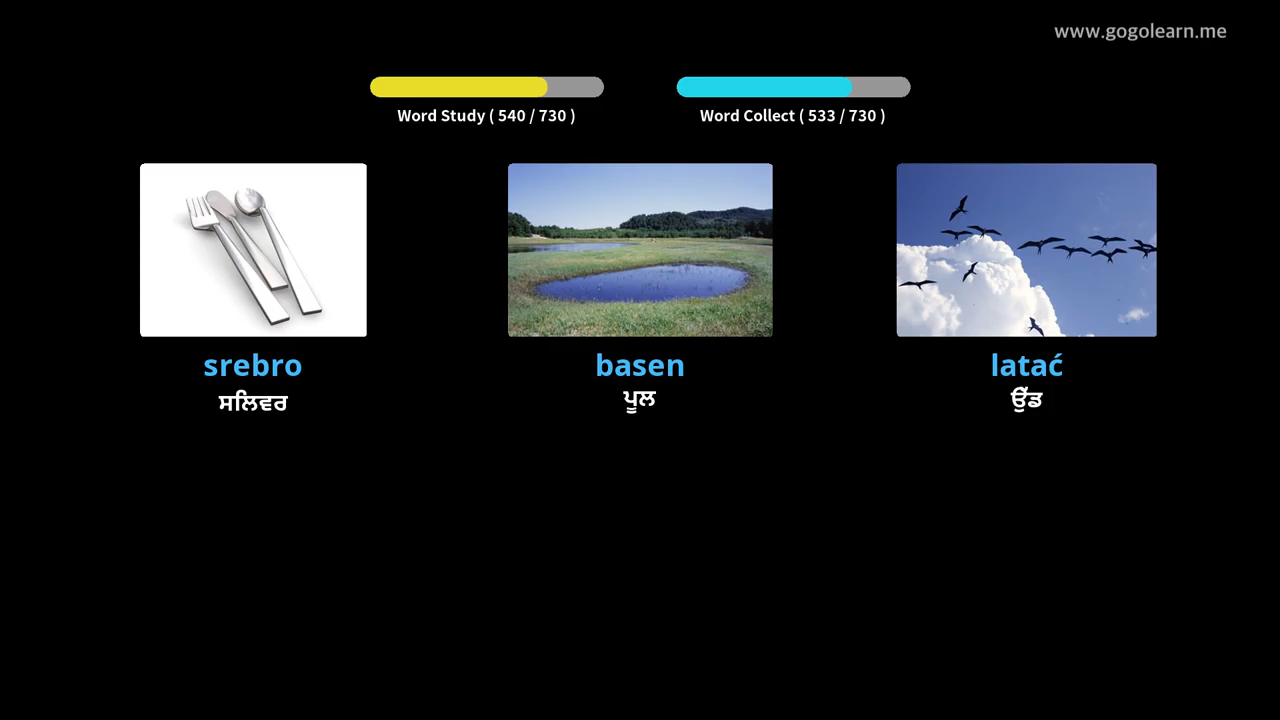 www.gogolearn.me
Word Study ( 540 / 730 )
Word Collect ( 533 / 730 )
srebro
ਸਲਿਵਰ
basen
ਪੂਲ
latać
ਉੱਡ